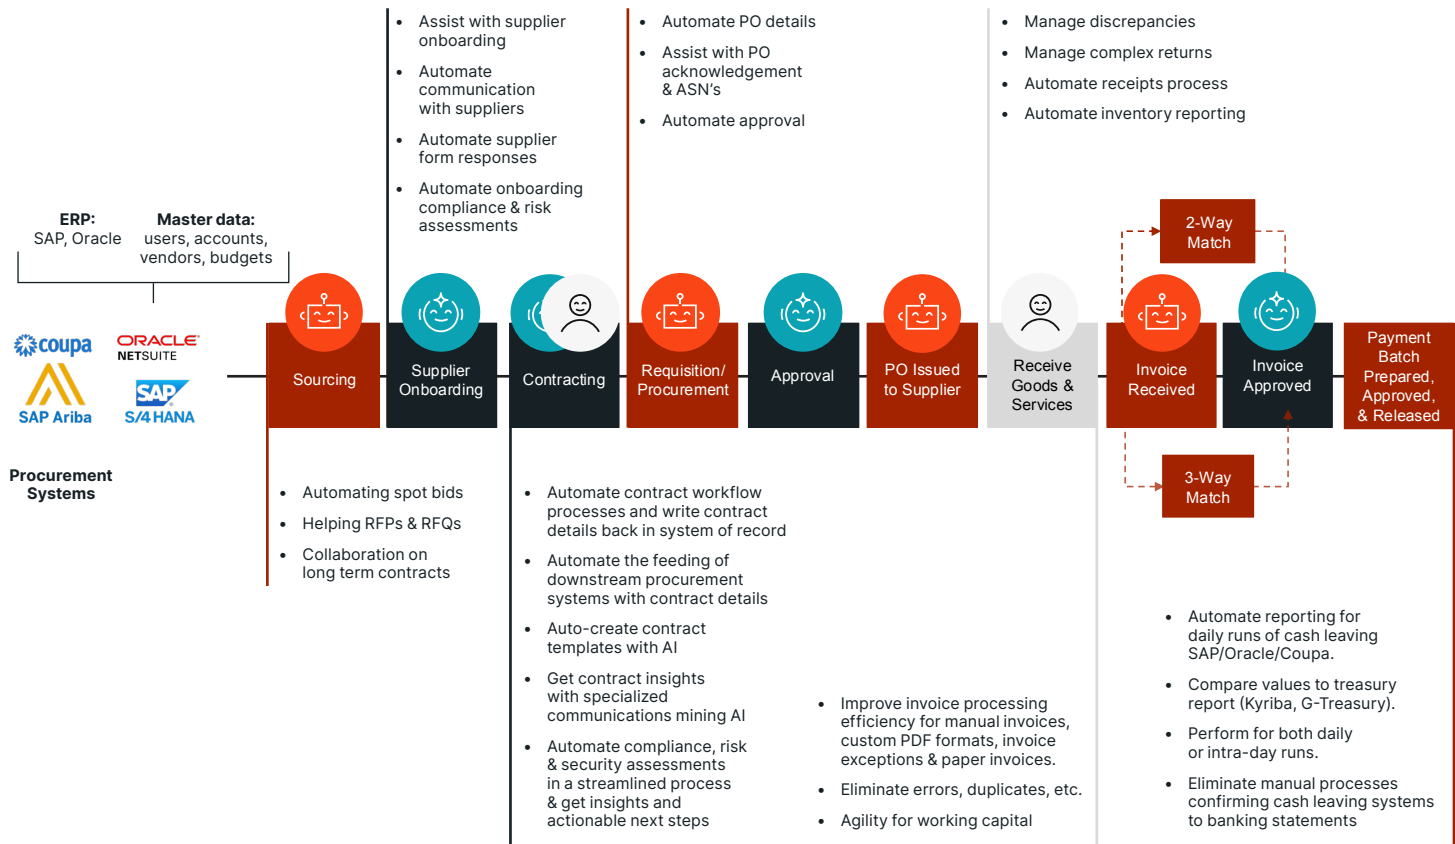 • Assist with supplier
onboarding
• Automate
communication
with suppliers
• Automate supplier
form responses
• Automate onboarding
compliance & risk
assessments
• Automate PO details
• Assist with PO
acknowledgement
& ASN's
• Automate approval
• Manage discrepancies
• Manage complex returns
• Automate receipts process
• Automate inventory reporting
ERP:
SAP, Oracle
Master data:
users, accounts,
vendors, budgets
coupa
ORACLE®
NETSUITE
SAP Ariba
SAP
S/4HANA
Procurement
Systems
Sourcing
Supplier
Onboarding
Contracting
Requisition/
Procurement
Approval
PO Issued
to Supplier
Receive
Goods &
Services
2-Way
Match
Invoice
Received
Invoice
Approved
3-Way
Match
Payment
Batch
Prepared,
Approved,
& Released
• Automating spot bids
• Helping RFPs & RFQs
• Collaboration on
long term contracts
• Automate contract workflow
processes and write contract
details back in system of record
• Automate the feeding of
downstream procurement
systems with contract details
• Auto-create contract
templates with AI
• Get contract insights
with specialized
communications mining AI
• Automate compliance, risk
& security assessments
in a streamlined process
& get insights and
actionable next steps
• Improve invoice processing
efficiency for manual invoices,
custom PDF formats, invoice
exceptions & paper invoices.
• Eliminate errors, duplicates, etc.
• Agility for working capital
• Automate reporting for
daily runs of cash leaving
SAP/Oracle/Coupa.
• Compare values to treasury
report (Kyriba, G-Treasury).
• Perform for both daily
or intra-day runs.
• Eliminate manual processes
confirming cash leaving systems
to banking statements